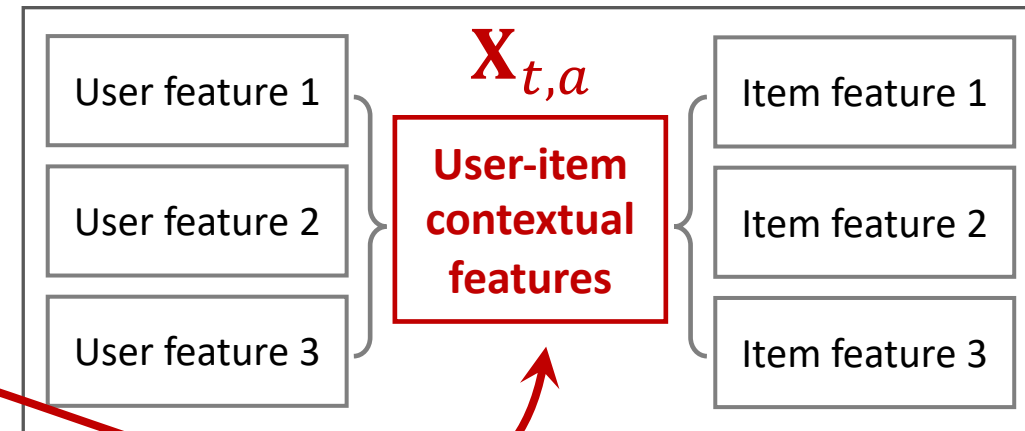 User feature 1
User feature 2
User feature 3
X_{t,a}
User-item
contextual
features
Item feature 1
Item feature 2
Item feature 3